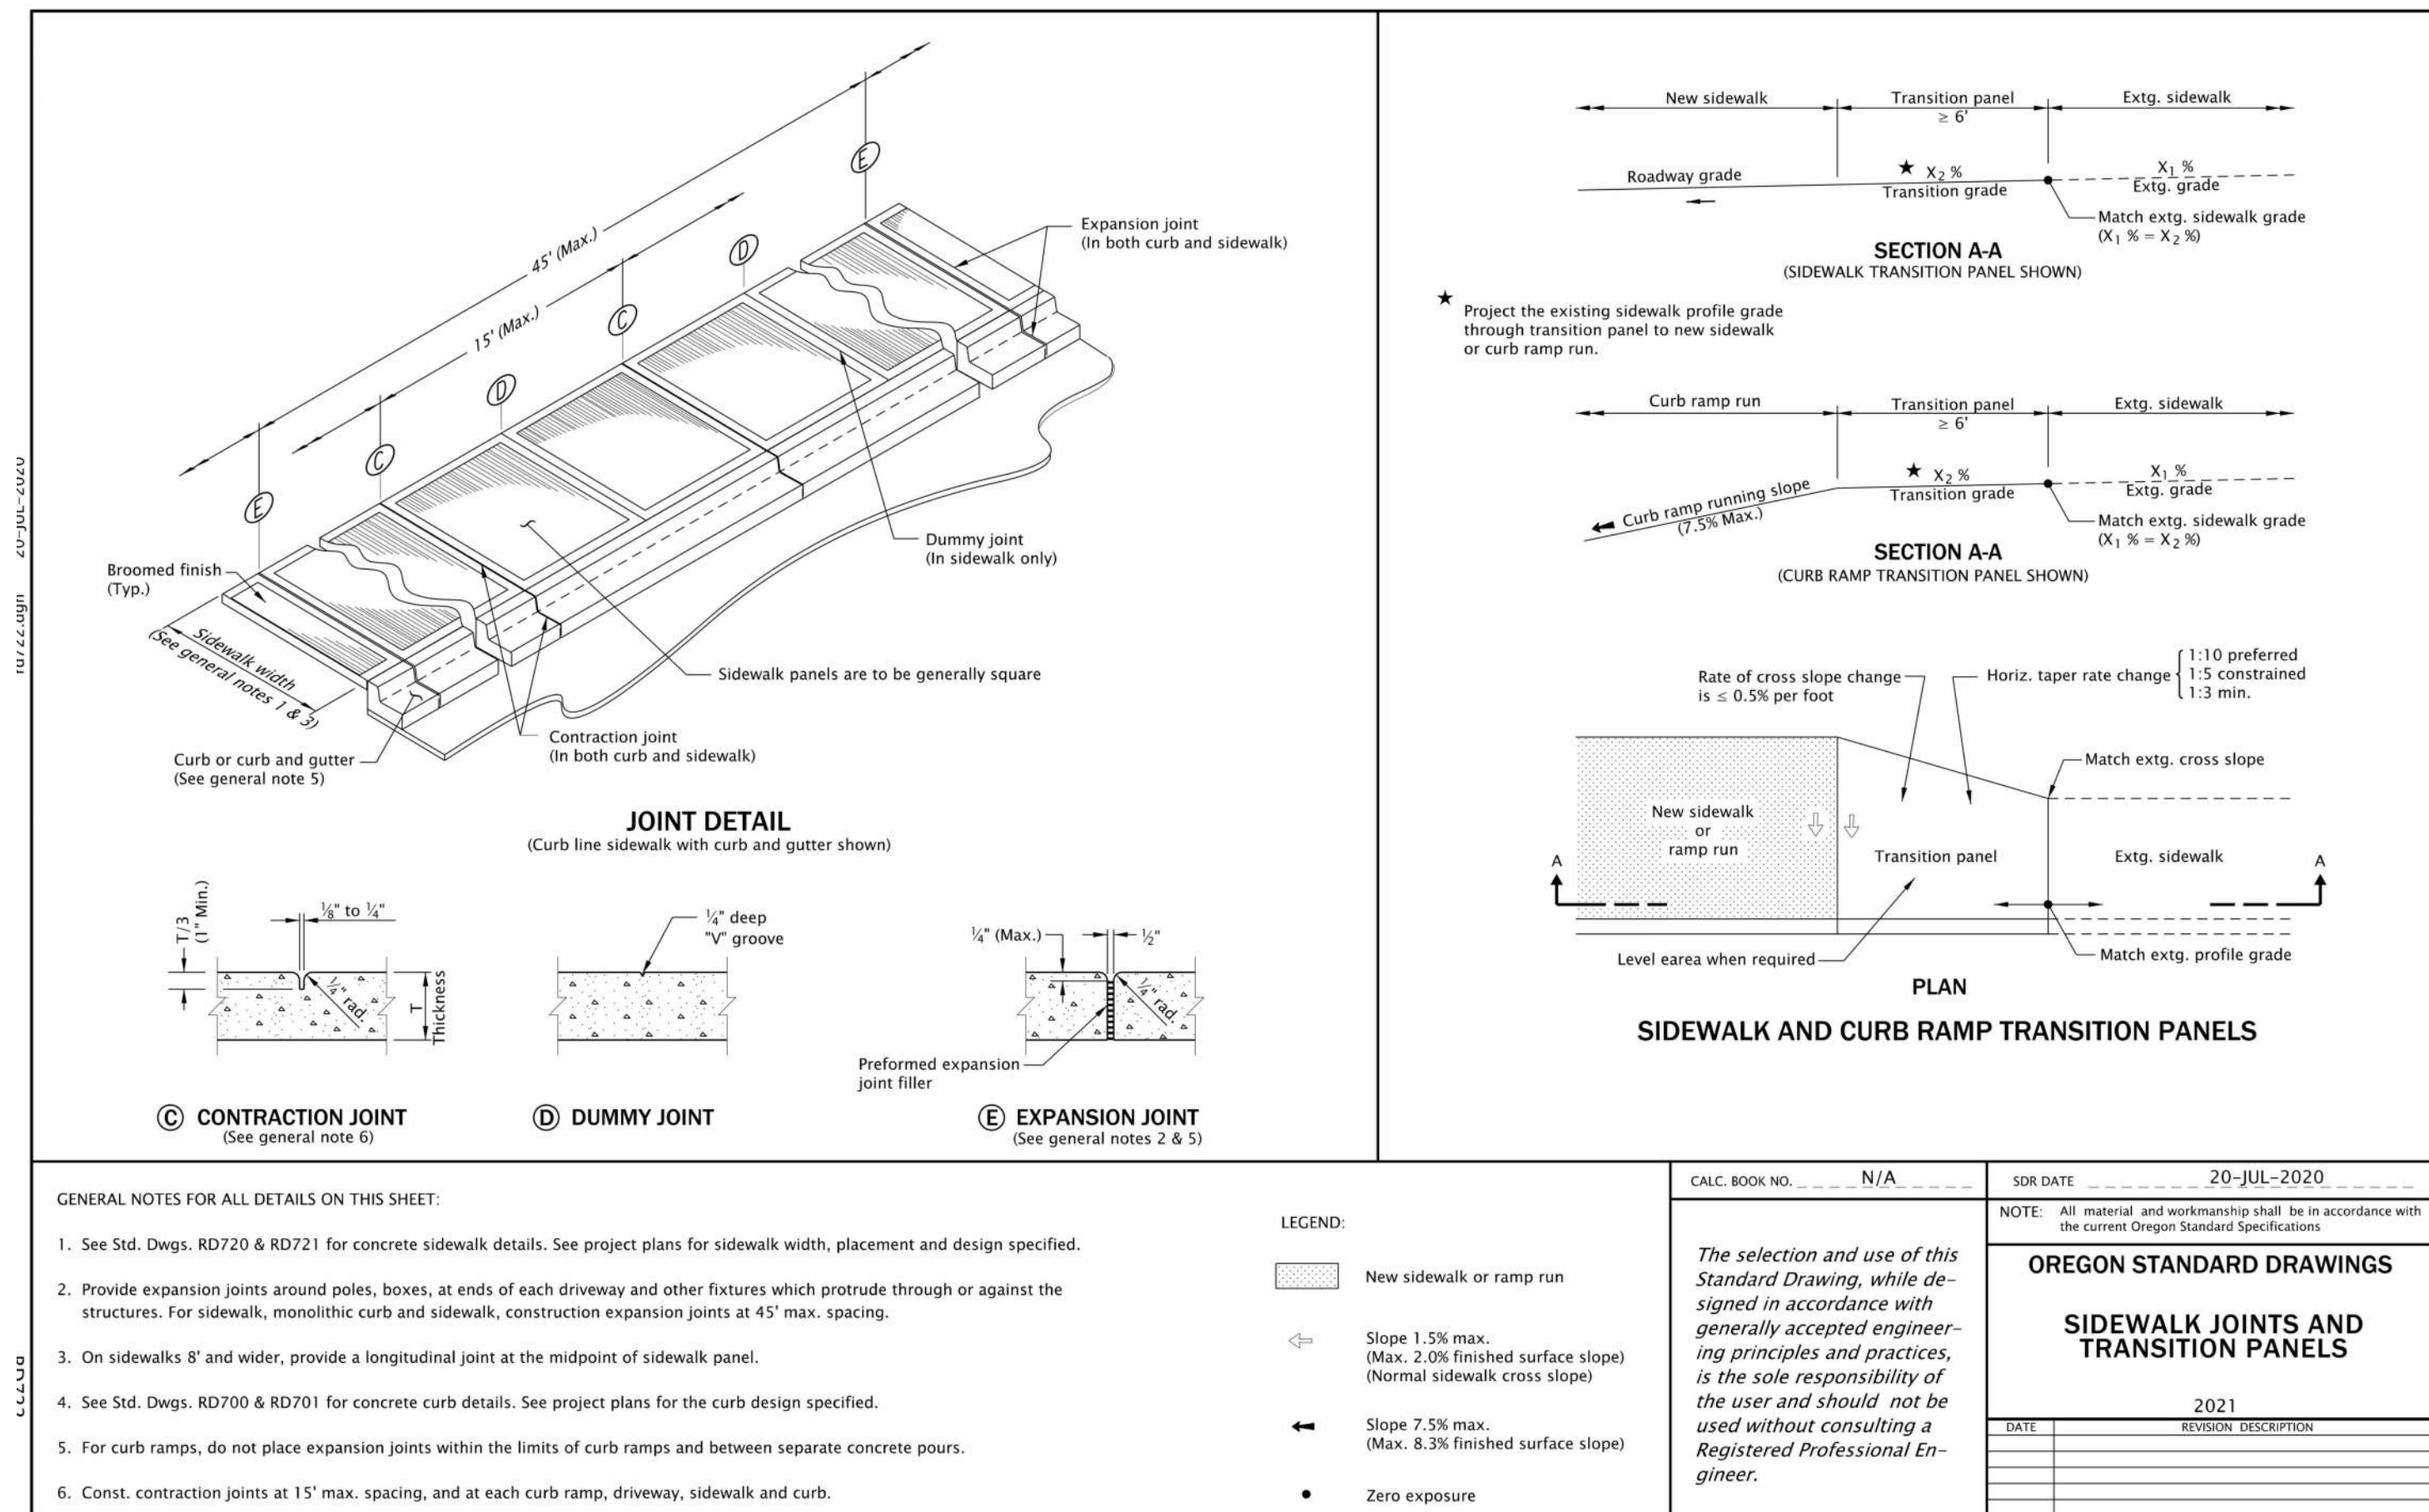 45' (Max.)
15' (Max.)
E
D
C
D
C
E
Expansion joint
(In both curb and sidewalk)
Dummy joint
(In sidewalk only)
Broomed finish
(Typ.)
Sidewalk width
(See general notes 1 & 3)
Sidewalk panels are to be generally square
Contraction joint
(In both curb and sidewalk)
Curb or curb and gutter
(See general note 5)
JOINT DETAIL
(Curb line sidewalk with curb and gutter shown)
T/3
(1" Min.)
⅛" to ¼"
¼" rad.
T
Thickness
C CONTRACTION JOINT
(See general note 6)
¼" deep
"V" groove
D DUMMY JOINT
¼" (Max.)
½"
¼" rad.
Preformed expansion
joint filler
E EXPANSION JOINT
(See general notes 2 & 5)
New sidewalk
Transition panel
≥ 6'
Extg. sidewalk
Roadway grade
★ X₂ %
Transition grade
X₁ %
Extg. grade
Match extg. sidewalk grade
(X₁ % = X₂ %)
SECTION A-A
(SIDEWALK TRANSITION PANEL SHOWN)
★ Project the existing sidewalk profile grade
through transition panel to new sidewalk
or curb ramp run.
Curb ramp run
Transition panel
≥ 6'
Extg. sidewalk
Curb ramp running slope
(7.5% Max.)
★ X₂ %
Transition grade
X₁ %
Extg. grade
Match extg. sidewalk grade
(X₁ % = X₂ %)
SECTION A-A
(CURB RAMP TRANSITION PANEL SHOWN)
Rate of cross slope change
is ≤ 0.5% per foot
Horiz. taper rate change
1:10 preferred
1:5 constrained
1:3 min.
Match extg. cross slope
New sidewalk
or
ramp run
Transition panel
Extg. sidewalk
A
A
Level earea when required
Match extg. profile grade
PLAN
SIDEWALK AND CURB RAMP TRANSITION PANELS
GENERAL NOTES FOR ALL DETAILS ON THIS SHEET:
1. See Std. Dwgs. RD720 & RD721 for concrete sidewalk details. See project plans for sidewalk width, placement and design specified.
2. Provide expansion joints around poles, boxes, at ends of each driveway and other fixtures which protrude through or against the
structures. For sidewalk, monolithic curb and sidewalk, construction expansion joints at 45' max. spacing.
3. On sidewalks 8' and wider, provide a longitudinal joint at the midpoint of sidewalk panel.
4. See Std. Dwgs. RD700 & RD701 for concrete curb details. See project plans for the curb design specified.
5. For curb ramps, do not place expansion joints within the limits of curb ramps and between separate concrete pours.
6. Const. contraction joints at 15' max. spacing, and at each curb ramp, driveway, sidewalk and curb.
LEGEND:
New sidewalk or ramp run
Slope 1.5% max.
(Max. 2.0% finished surface slope)
(Normal sidewalk cross slope)
Slope 7.5% max.
(Max. 8.3% finished surface slope)
Zero exposure
CALC. BOOK NO. N/A
The selection and use of this
Standard Drawing, while de-
signed in accordance with
generally accepted engineer-
ing principles and practices,
is the sole responsibility of
the user and should not be
used without consulting a
Registered Professional En-
gineer.
SDR DATE 20-JUL-2020
NOTE: All material and workmanship shall be in accordance with
the current Oregon Standard Specifications
OREGON STANDARD DRAWINGS
SIDEWALK JOINTS AND
TRANSITION PANELS
2021
DATE REVISION DESCRIPTION